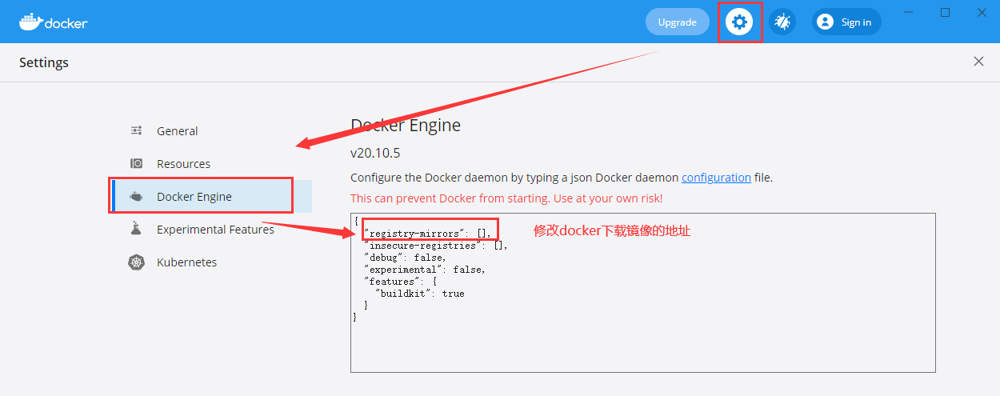 docker
Upgrade
Sign in
Settings
General
Resources
Docker Engine
Experimental Features
Kubernetes
Docker Engine
v20.10.5
Configure the Docker daemon by typing a json Docker daemon configuration file.
This can prevent Docker from starting. Use at your own risk!
{
"registry-mirrors": [],
修改docker下载镜像的地址
"insecure-registries": [],
"debug": false,
"experimental": false,
"features": {
"buildkit": true
}
}